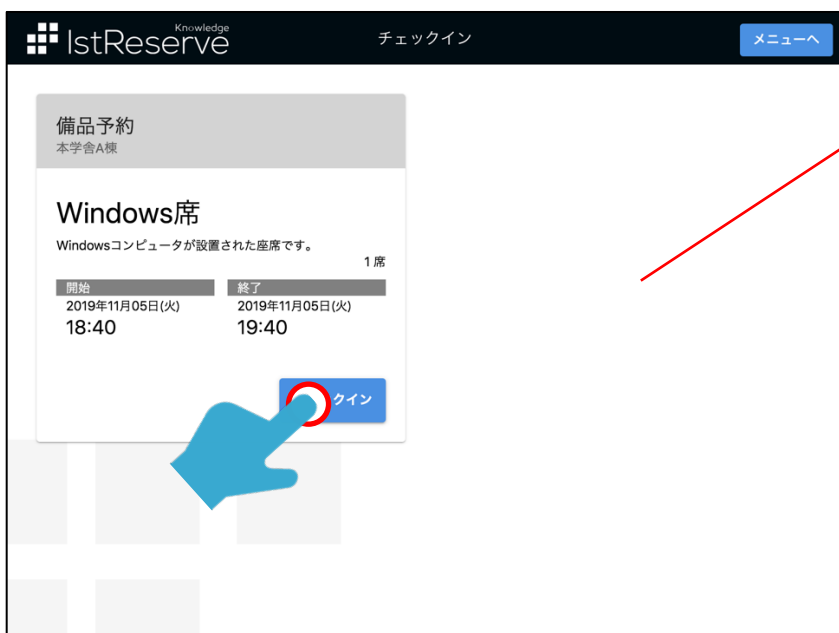 Knowledge
IstReserve
チェックイン
メニューへ
備品予約
本学舎A棟
Windows席
Windowsコンピュータが設置された座席です。
1席
開始
終了
2019年11月05日(火)
2019年11月05日(火)
18:40
19:40
クイン